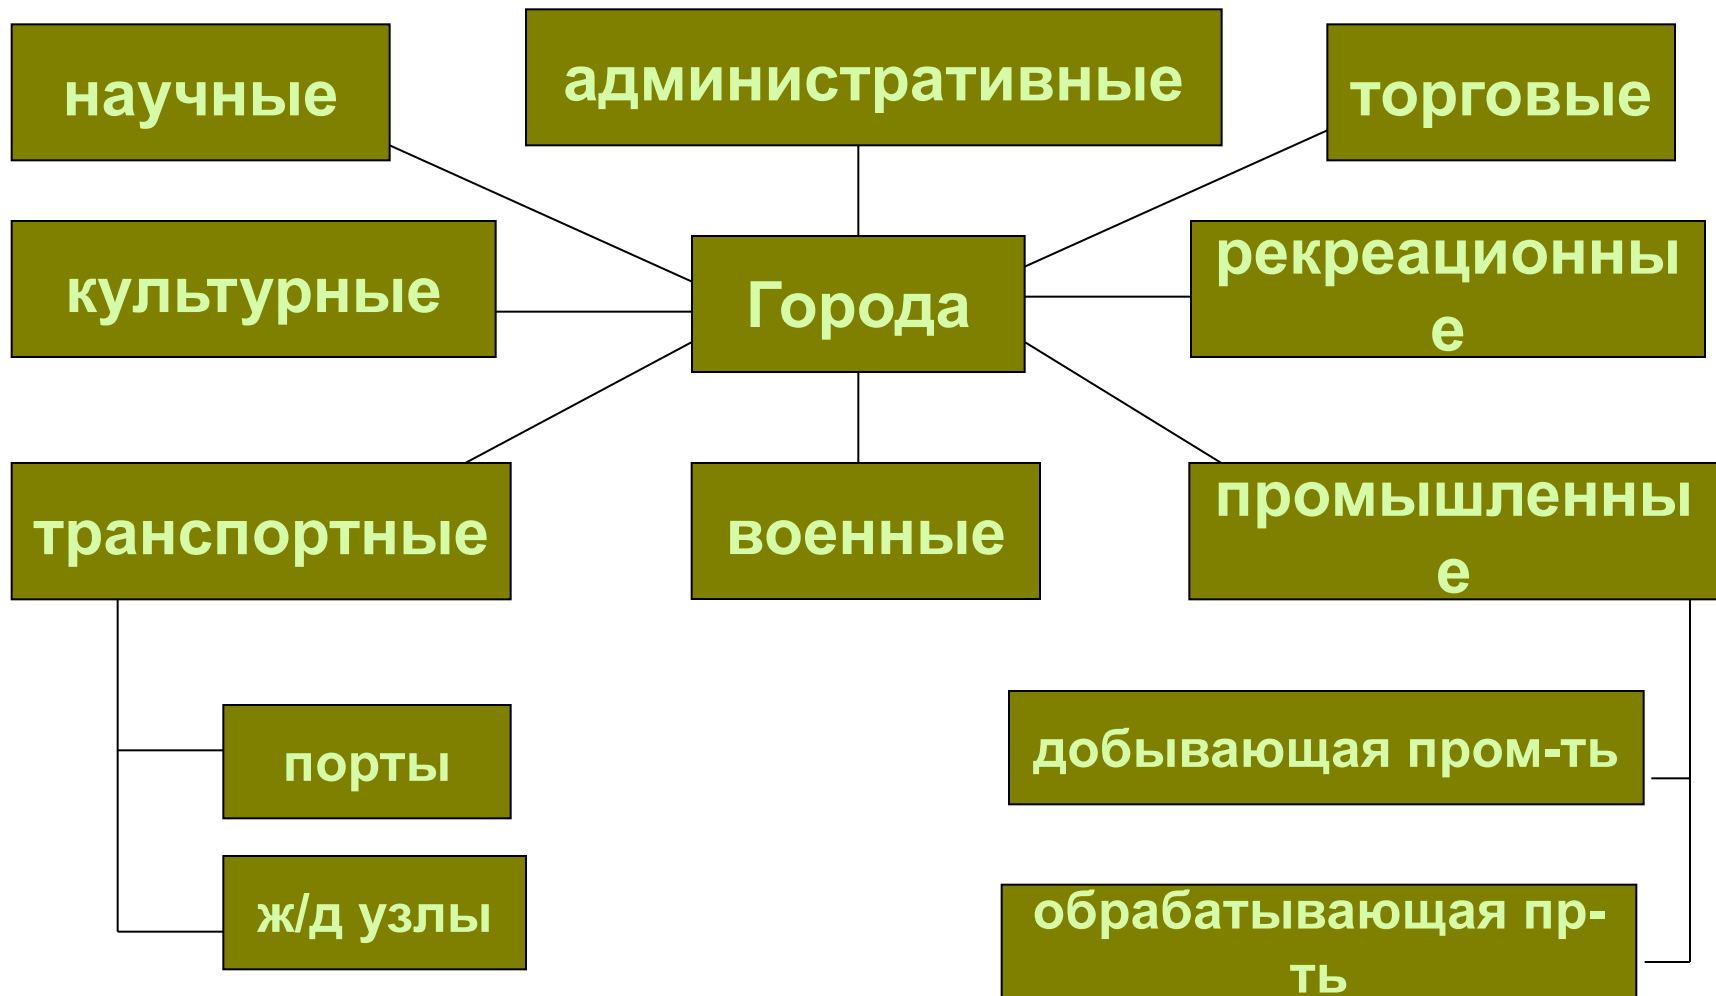 научные
административные
торговые
культурные
Города
рекреационны
е
транспортные
военные
промышленны
е
порты
добывающая пром-ть
ж/д узлы
обрабатывающая пр-
ть